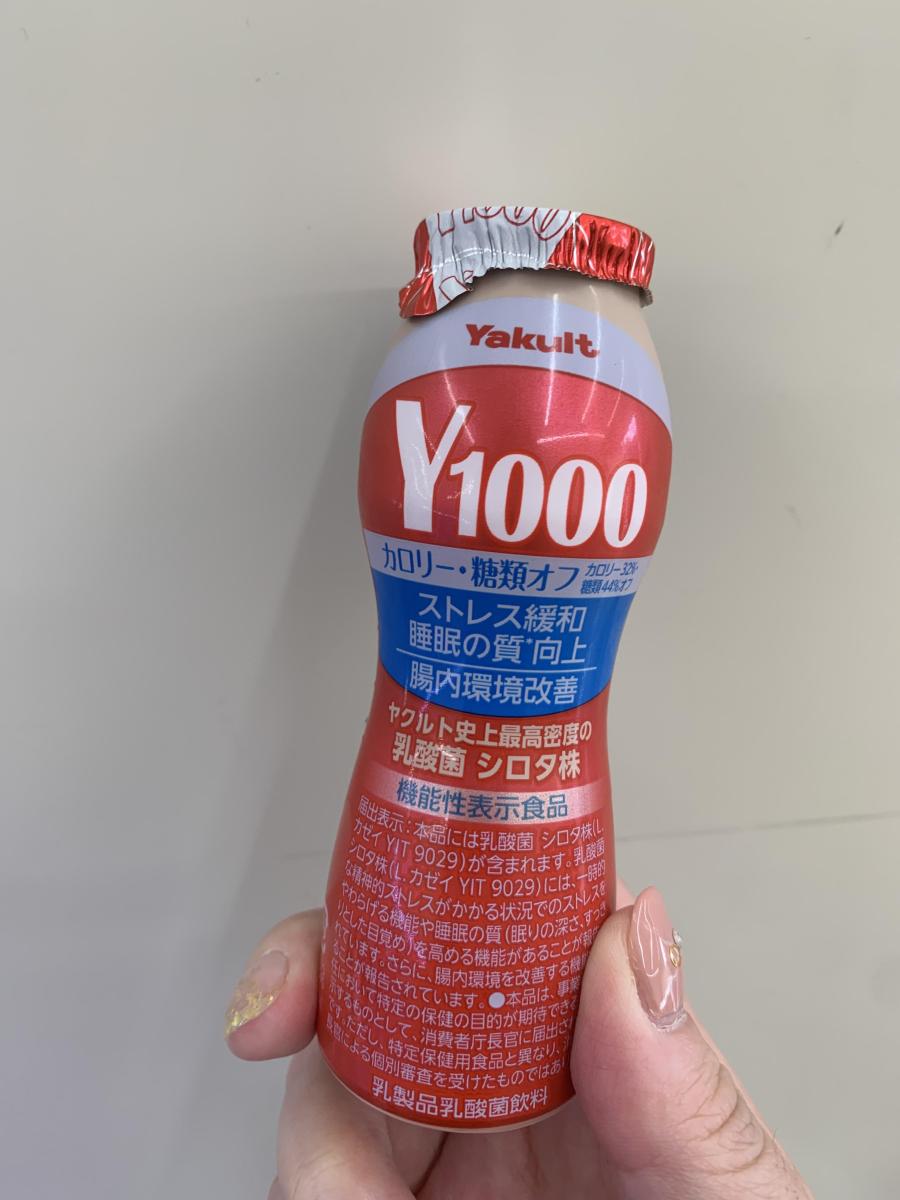 Yakult
Y1000
カロリー・糖類オフ
カロリー32%・
糖類44%オフ
ストレス緩和
睡眠の質*向上
腸内環境改善
ヤクルト史上最高密度の
乳酸菌 シロタ株
機能性表示食品
届出表示：本品には乳酸菌 シロタ株(L.
カゼイ YIT 9029)が含まれます。乳酸菌
シロタ株(L. カゼイ YIT 9029)には、一時的
な精神的ストレスがかかる状況でのストレスを
やわらげる機能や睡眠の質(眠りの深さ、すっき
りとした目覚め)を高める機能があることが報
れています。さらに、腸内環境を改善する機
ることが報告されています。●本品は、事業
において特定の保健の目的が期待でき
するものとして、消費者庁長官に届出さ
ただし、特定保健用食品と異なり、
による個別審査を受けたものではあ
乳製品乳酸菌飲料